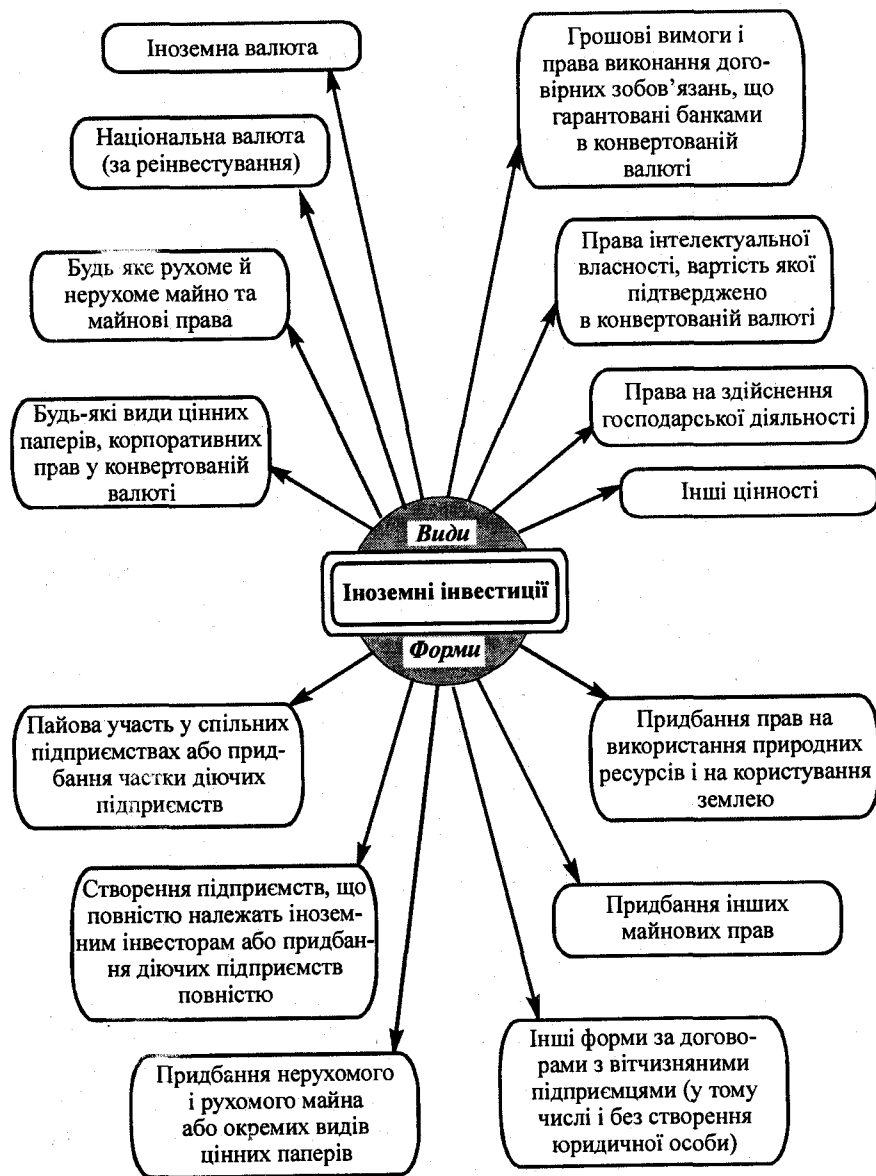 Іноземна валюта
Національна валюта
(за реінвестування)
Будь яке рухоме й
нерухоме майно та
майнові права
Будь-які види цінних
паперів, корпоративних
прав у конвертованій
валюті
Грошові вимоги і
права виконання дого-
вірних зобов’язань, що
гарантовані банками
в конвертованій
валюті
Права інтелектуальної
власності, вартість якої
підтверджено
в конвертованій валюті
Права на здійснення
господарської діяльності
Інші цінності
Види
Іноземні інвестиції
Форми
Пайова участь у спільних
підприємствах або прид-
бання частки діючих
підприємств
Створення підприємств, що
повністю належать інозем-
ним інвесторам або придбан-
ня діючих підприємств
повністю
Придбання нерухомого
і рухомого майна
або окремих видів
цінних паперів
Придбання прав на
використання природних
ресурсів і на користування
землею
Придбання інших
майнових прав
Інші форми за догово-
рами з вітчизняними
підприємцями (у тому
числі і без створення
юридичної особи)